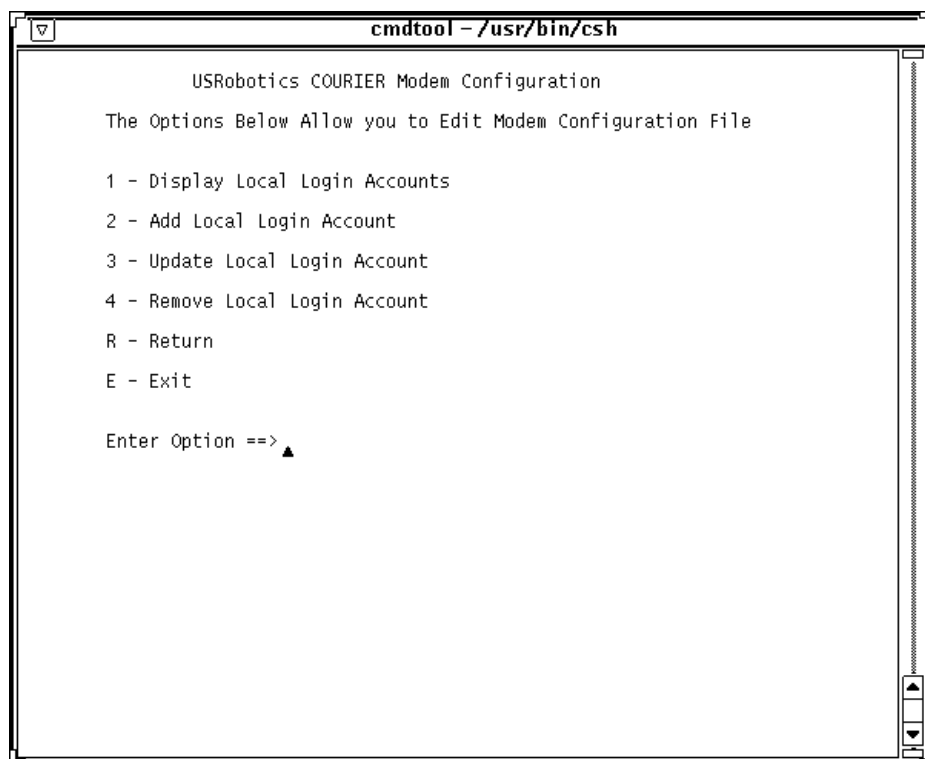 cmdtool – /usr/bin/csh
USRobotics COURIER Modem Configuration
The Options Below Allow you to Edit Modem Configuration File
1 - Display Local Login Accounts
2 - Add Local Login Account
3 - Update Local Login Account
4 - Remove Local Login Account
R - Return
E - Exit
Enter Option ==>